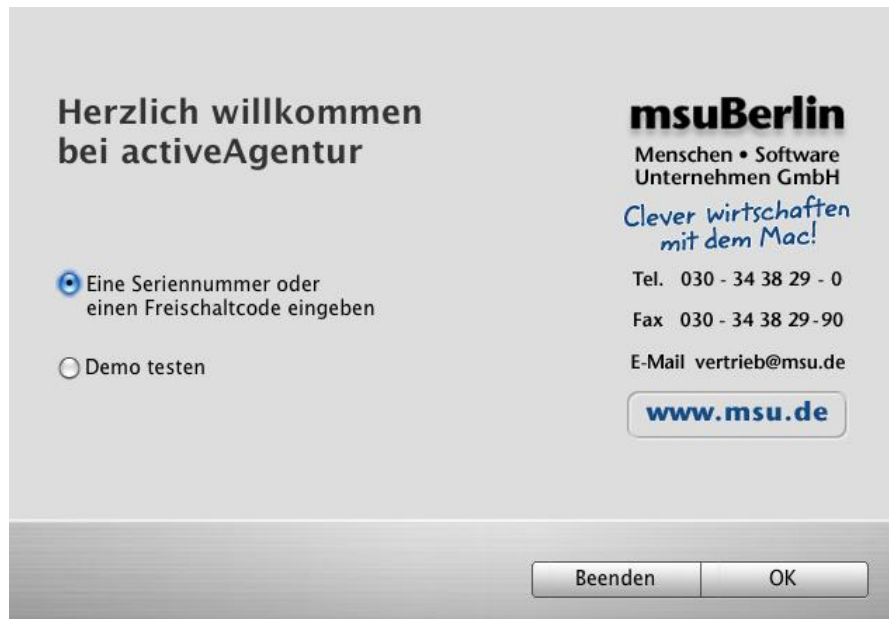 Herzlich willkommen
bei activeAgentur
Eine Seriennummer oder
einen Freischaltcode eingeben
Demo testen
msuBerlin
Menschen • Software
Unternehmen GmbH
Clever wirtschaften
mit dem Mac!
Tel. 030 - 34 38 29 - 0
Fax 030 - 34 38 29-90
E-Mail vertrieb@msu.de
www.msu.de
Beenden
OK